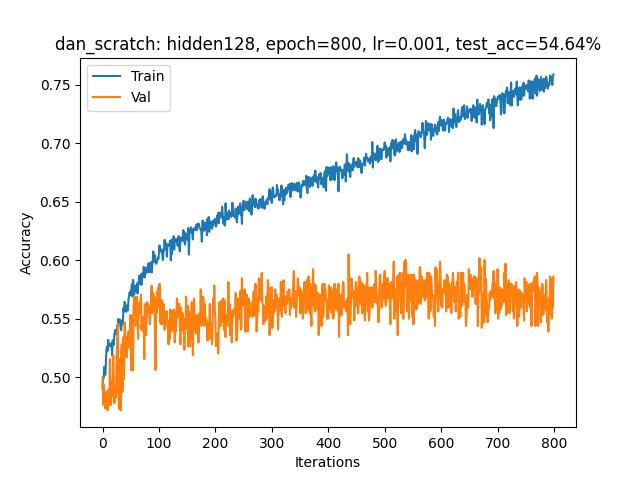 dan_scratch: hidden128, epoch=800, lr=0.001, test_acc=54.64%
Train
Val
0.75
0.70
0.65
0.60
0.55
0.50
Accuracy
0 100 200 300 400 500 600 700 800
Iterations